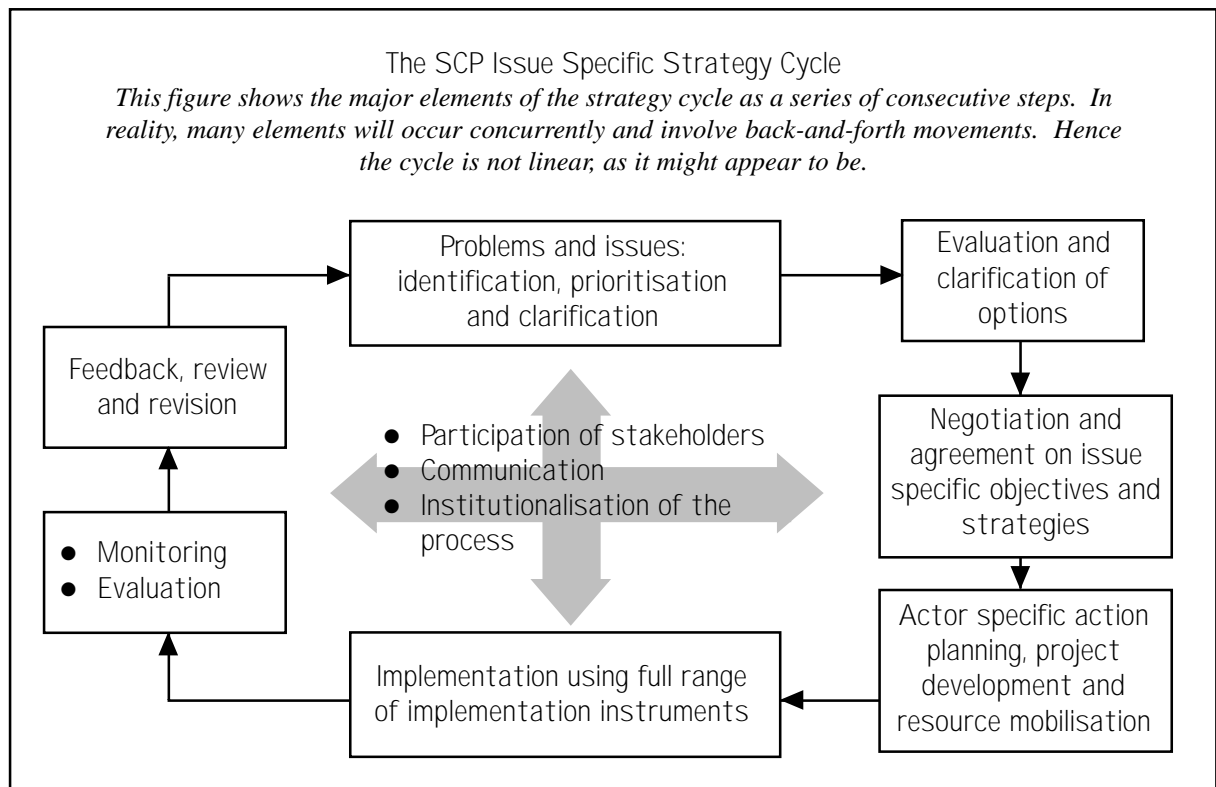 The SCP Issue Specific Strategy Cycle
This figure shows the major elements of the strategy cycle as a series of consecutive steps. In
reality, many elements will occur concurrently and involve back-and-forth movements. Hence
the cycle is not linear, as it might appear to be.
Problems and issues:
identification, prioritisation
and clarification
Evaluation and
clarification of
options
Feedback, review
and revision
● Participation of stakeholders
● Communication
● Institutionalisation of the
process
Negotiation and
agreement on issue
specific objectives and
strategies
● Monitoring
● Evaluation
Implementation using full range
of implementation instruments
Actor specific action
planning, project
development and
resource mobilisation